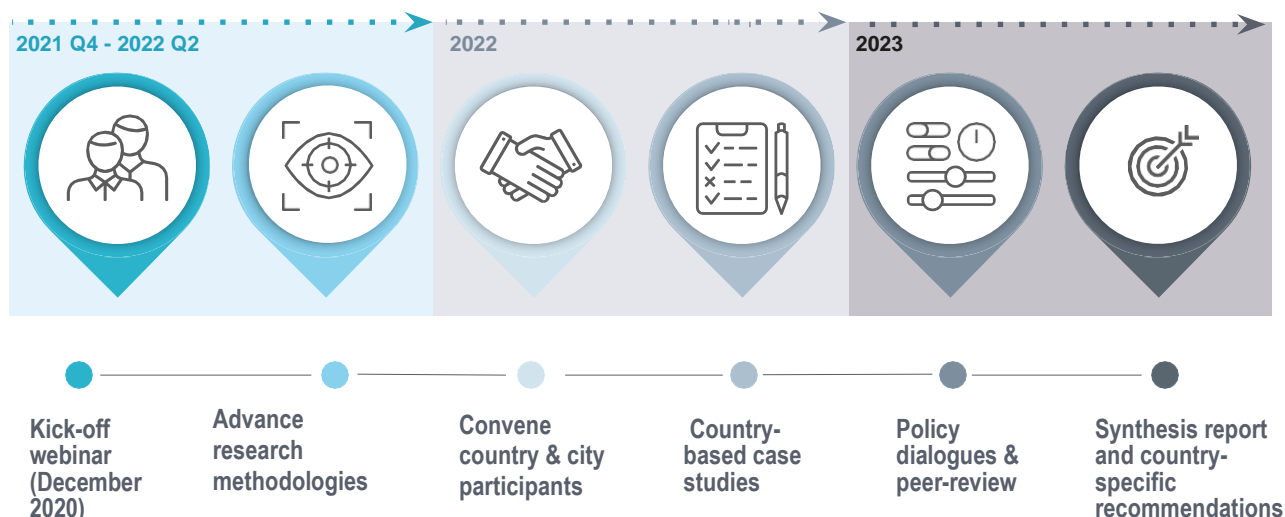 2021 Q4 - 2022 Q2
2022
2023
Kick-off
webinar
(December
2020)
Advance
research
methodologies
Convene
country & city
participants
Country-
based case
studies
Policy
dialogues &
peer-review
Synthesis report
and country-
specific
recommendations